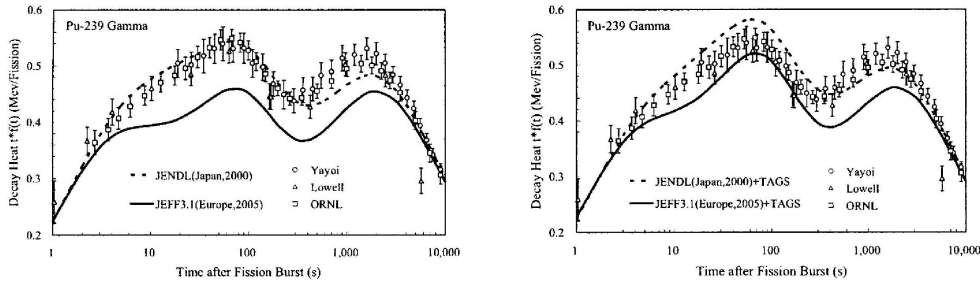 Pu-239 Gamma
Decay Heat t*f(t) (Mev/Fission)
0.6
0.5
0.4
0.3
0.2
JENDL(Japan,2000)
JEFF3.1(Europe,2005)
Yayoi
Lowell
ORNL
1
10
100
1,000
10,000
Time after Fission Burst (s)
Pu-239 Gamma
Decay Heat t*f(t) (MeV/Fission)
0.6
0.5
0.4
0.3
0.2
JENDL(Japan,2000)+TAGS
JEFF3.1(Europe,2005)+TAGS
Yayoi
Lowell
ORNL
1
10
100
1,000
10,000
Time after Fission Burst (s)